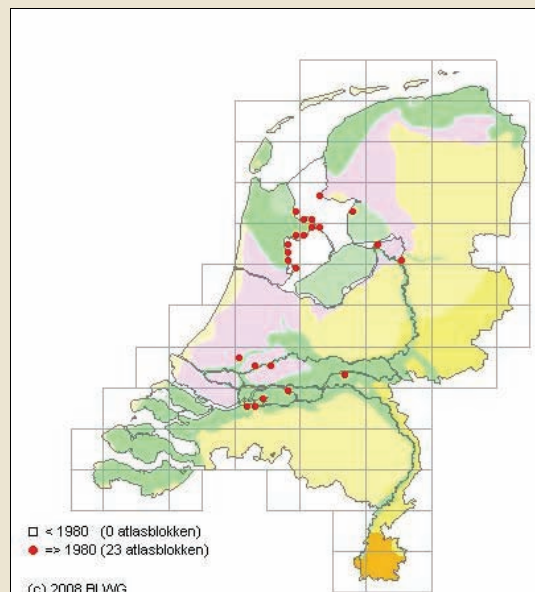 < 1980 (0 atlasblokken)
=> 1980 (23 atlasblokken)
(c) 2008 BLWG